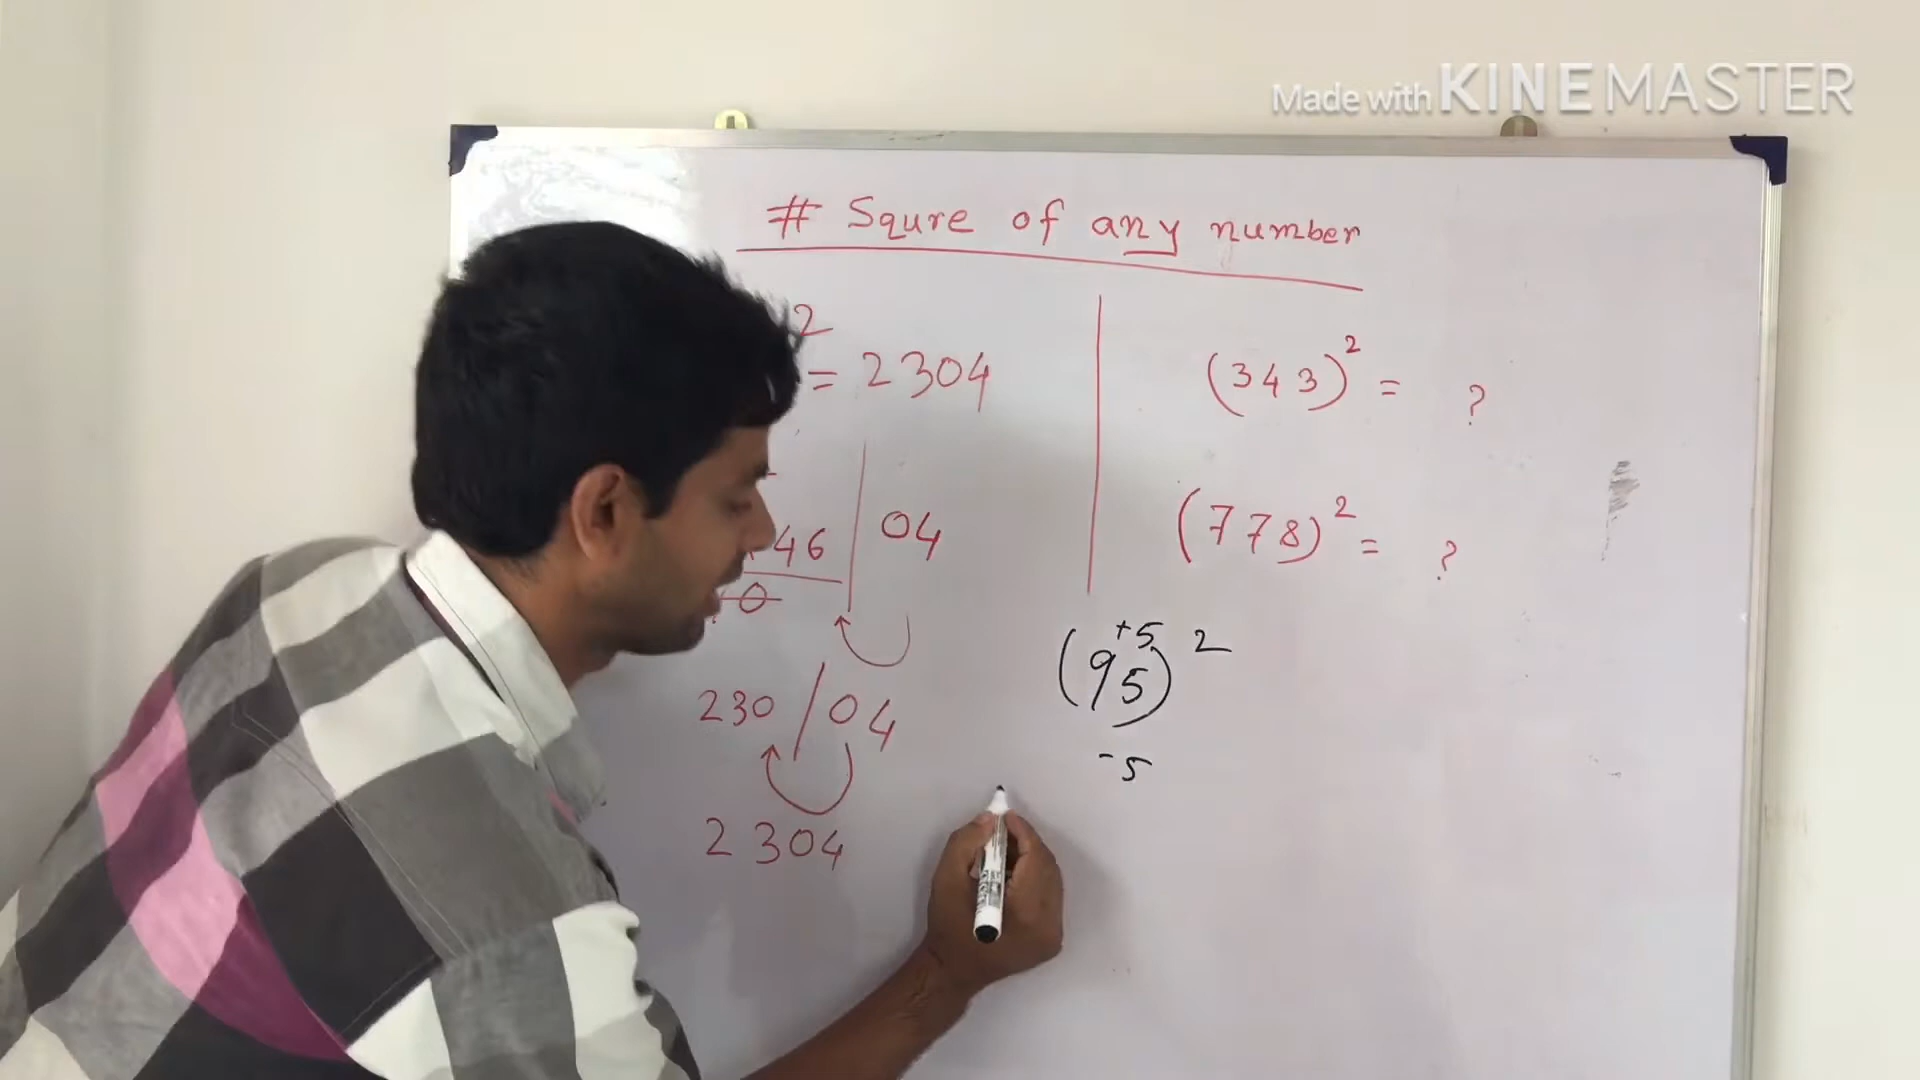 Made with KINEMASTER
# Squre of any number
2
= 2304
46 | 04
0
230 / 04
2304
(343)² = ?
(778)² = ?
+5
(95)²
-5